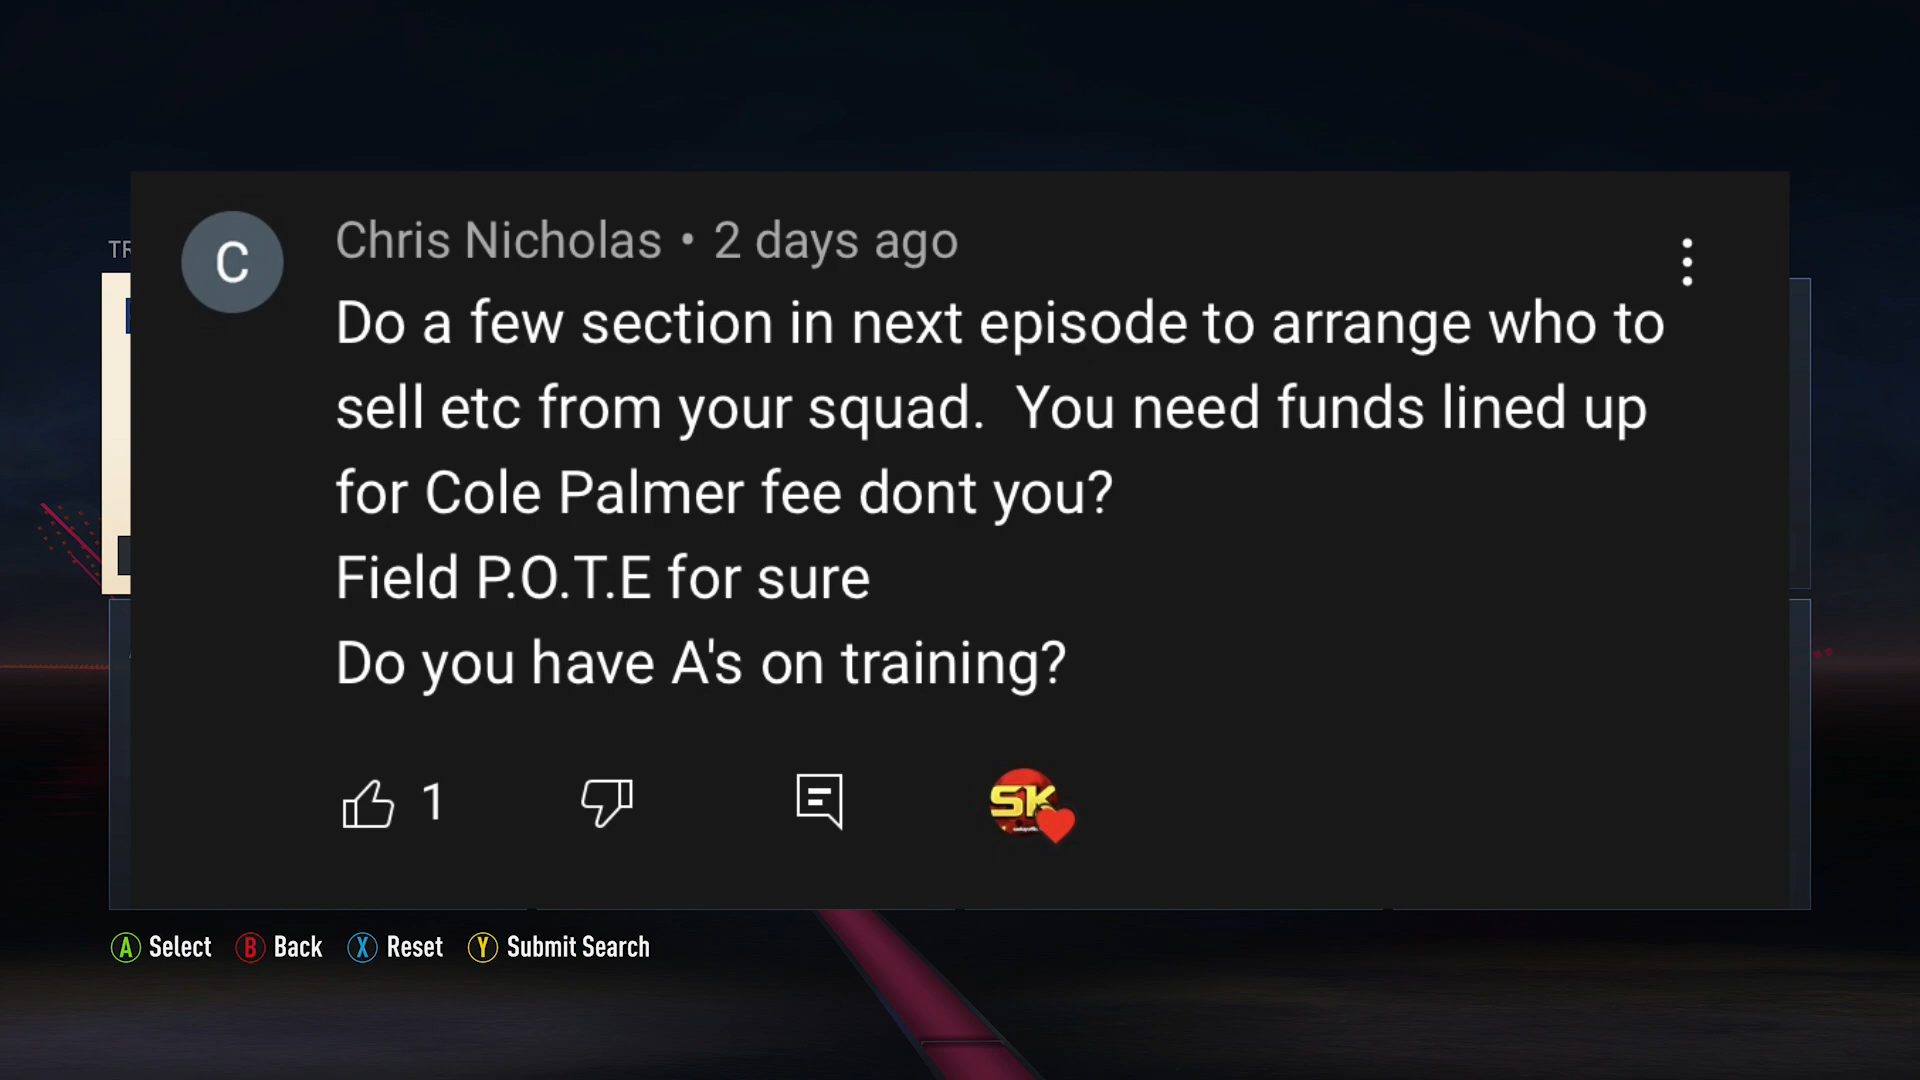 TR
C
Chris Nicholas • 2 days ago
Do a few section in next episode to arrange who to
sell etc from your squad.  You need funds lined up
for Cole Palmer fee dont you?
Field P.O.T.E for sure
Do you have A's on training?
1
SK
A Select B Back X Reset Y Submit Search